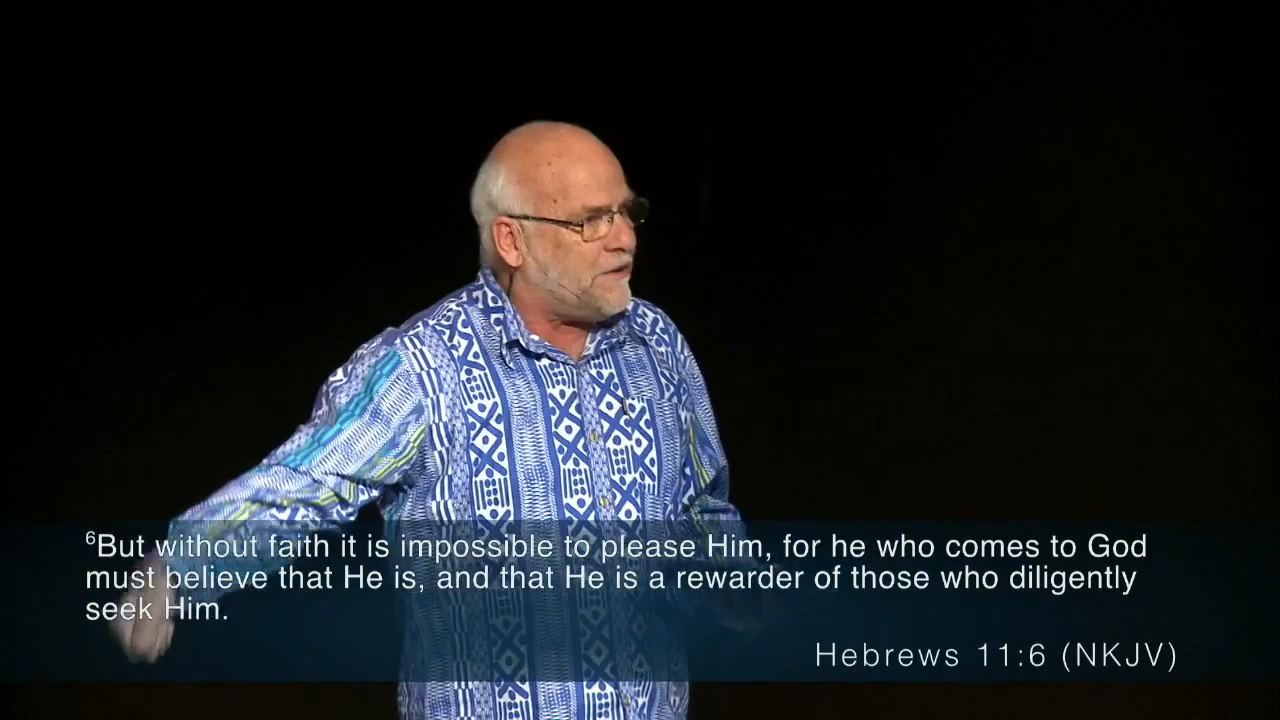 ⁶But without faith it is impossible to please Him, for he who comes to God
must believe that He is, and that He is a rewarder of those who diligently
seek Him.
Hebrews 11:6 (NKJV)